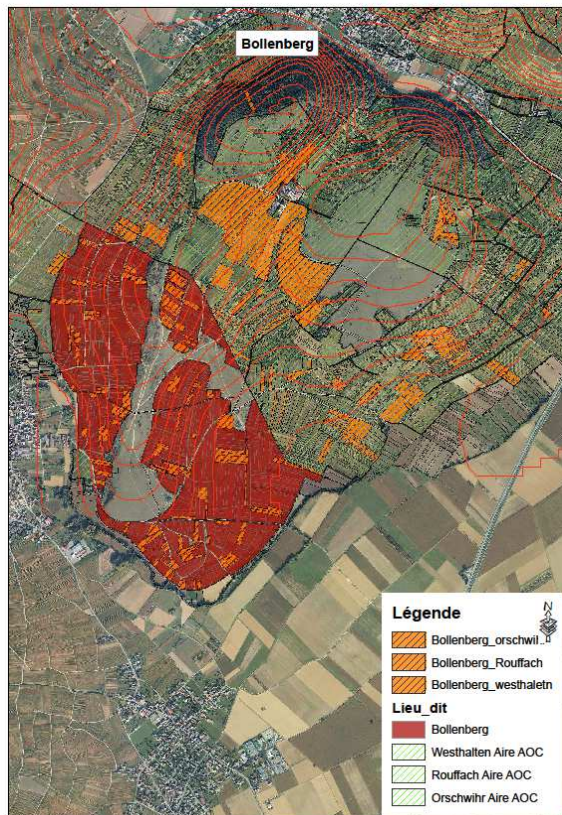 Bollenberg
Légende
N
Bollenberg_orschwil..
Bollenberg_Rouffach
Bollenberg_westhaletn
Lieu_dit
Bollenberg
Westhalten Aire AOC
Rouffach Aire AOC
Orschwihr Aire AOC